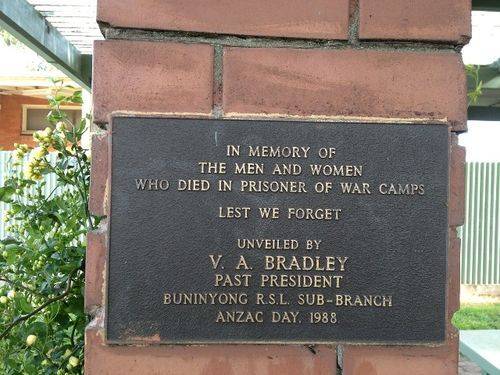 IN MEMORY OF
THE MEN AND WOMEN
WHO DIED IN PRISONER OF WAR CAMPS
LEST WE FORGET
UNVEILED BY
V. A. BRADLEY
PAST PRESIDENT
BUNINYONG R.S.L. SUB-BRANCH
ANZAC DAY, 1988.